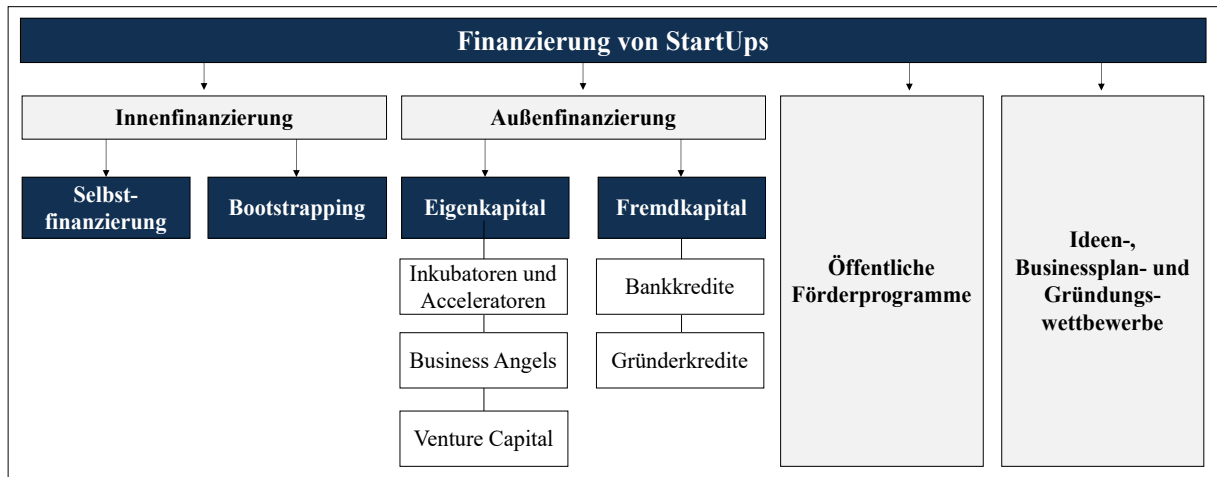 Finanzierung von StartUps
Innenfinanzierung
Außenfinanzierung
Selbst-
finanzierung
Bootstrapping
Eigenkapital
Fremdkapital
Inkubatoren und
Acceleratoren
Business Angels
Venture Capital
Bankkredite
Gründerkredite
Öffentliche
Förderprogramme
Ideen-,
Businessplan- und
Gründungs-
wettbewerbe